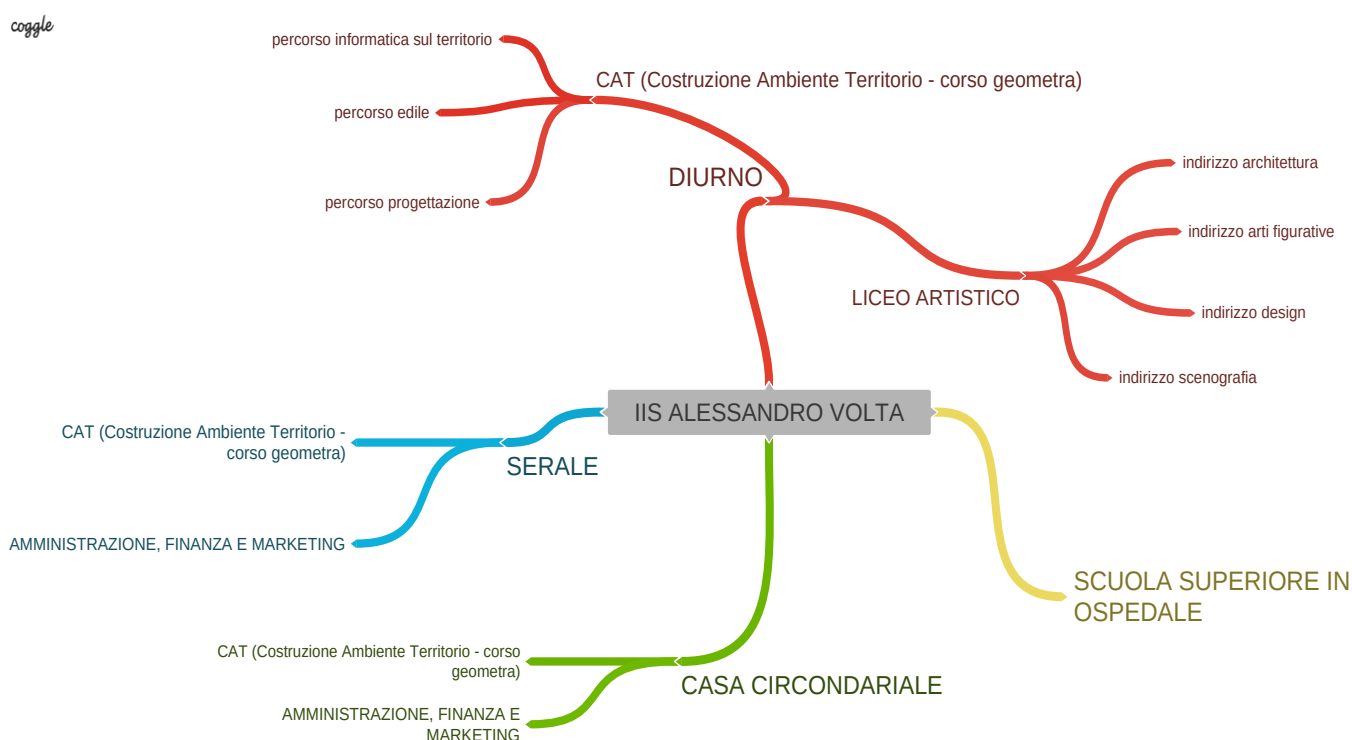 coggle
percorso informatica sul territorio
percorso edile
percorso progettazione
CAT (Costruzione Ambiente Territorio - corso geometra)
DIURNO
LICEO ARTISTICO
indirizzo architettura
indirizzo arti figurative
indirizzo design
indirizzo scenografia
IIS ALESSANDRO VOLTA
CAT (Costruzione Ambiente Territorio -
corso geometra)
SERALE
AMMINISTRAZIONE, FINANZA E MARKETING
SCUOLA SUPERIORE IN
OSPEDALE
CAT (Costruzione Ambiente Territorio - corso
geometra)
CASA CIRCONDARIALE
AMMINISTRAZIONE, FINANZA E
MARKETING